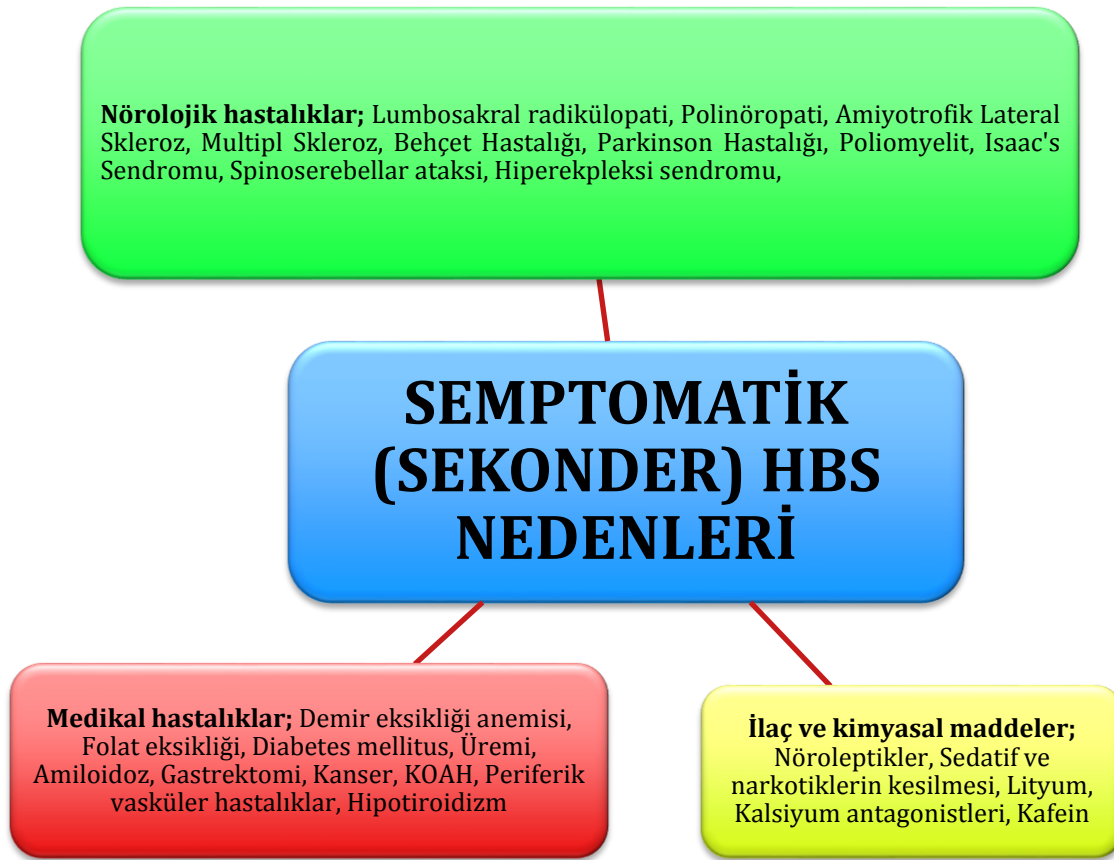 Nörolojik hastalıklar; Lumbosakral radikülopati, Polinöropati, Amiyotrofik Lateral
Skleroz, Multipl Skleroz, Behçet Hastalığı, Parkinson Hastalığı, Poliomyelit, Isaac's
Sendromu, Spinoserebellar ataksi, Hiperekpleksi sendromu,
SEMPTOMATİK
(SEKONDER) HBS
NEDENLERİ
Medikal hastalıklar; Demir eksikliği anemisi,
Folat eksikliği, Diabetes mellitus, Üremi,
Amiloidoz, Gastrektomi, Kanser, KOAH, Periferik
vasküler hastalıklar, Hipotiroidizm
İlaç ve kimyasal maddeler;
Nöroleptikler, Sedatif ve
narkotiklerin kesilmesi, Lityum,
Kalsiyum antagonistleri, Kafein